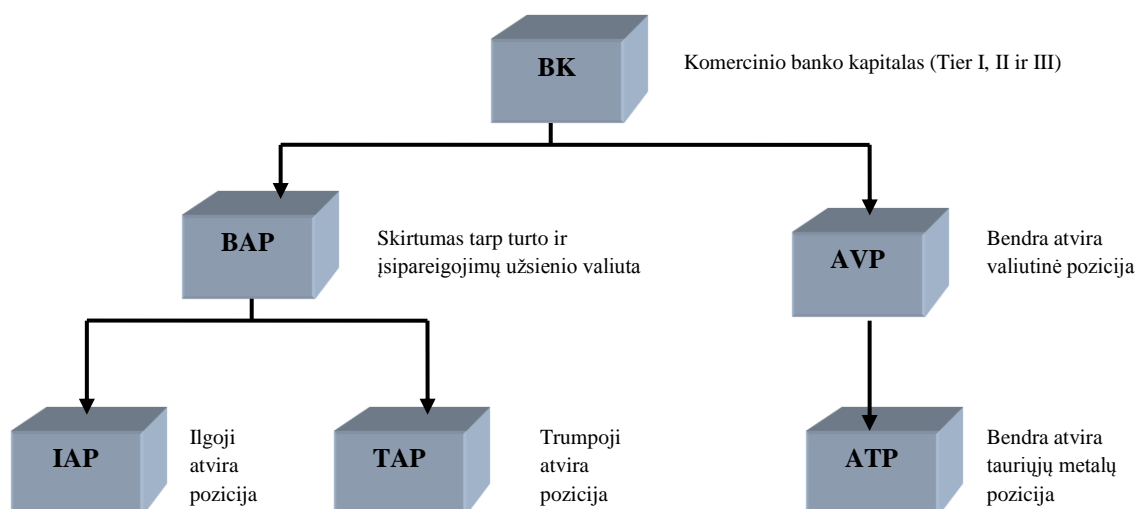 BK
Komercinio banko kapitalas (Tier I, II ir III)
BAP
Skirtumas tarp turto ir
įsipareigojimų užsienio valiuta
AVP
Bendra atvira
valiutinė pozicija
IAP
Ilgoji
atvira
pozicija
TAP
Trumpoji
atvira
pozicija
ATP
Bendra atvira
tauriųjų metalų
pozicija